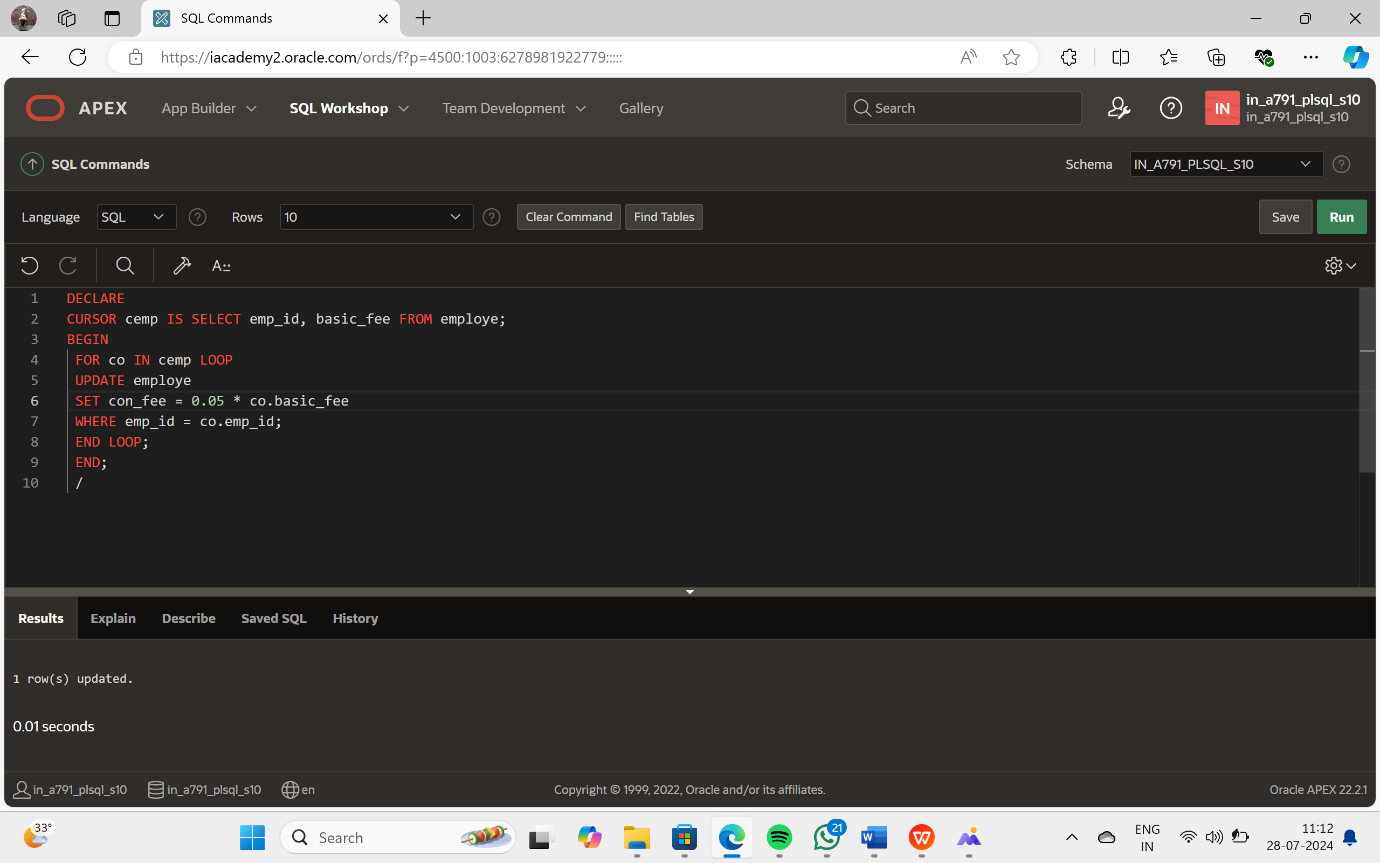 SQL Commands
https://iacademy2.oracle.com/ords/f?p=4500:1003:6278981922779:::::
APEX App Builder SQL Workshop Team Development Gallery Search IN in_a791_plsql_s10
in_a791_plsql_s10
SQL Commands Schema IN_A791_PLSQL_S10
Language SQL Rows 10 Clear Command Find Tables Save Run
1 DECLARE
2 CURSOR cemp IS SELECT emp_id, basic_fee FROM employe;
3 BEGIN
4 FOR co IN cemp LOOP
5 UPDATE employe
6 SET con_fee = 0.05 * co.basic_fee
7 WHERE emp_id = co.emp_id;
8 END LOOP;
9 END;
10 /
Results Explain Describe Saved SQL History
1 row(s) updated.
0.01 seconds
in_a791_plsql_s10 in_a791_plsql_s10 en Copyright © 1999, 2022, Oracle and/or its affiliates. Oracle APEX 22.2.1
33° Search 21 ENG
IN 11:12
28-07-2024